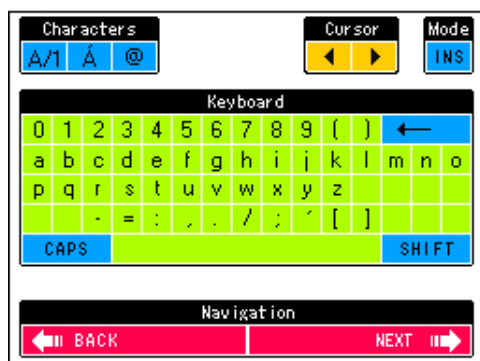 Characters Cursor Mode
A/1 Á @ INS
Keyboard
0 1 2 3 4 5 6 7 8 9 ( )
a b c d e f g h i j k l m n o
p q r s t u v w x y z
- = : , . / ; ´ [ ]
CAPS SHIFT
Navigation
BACK NEXT